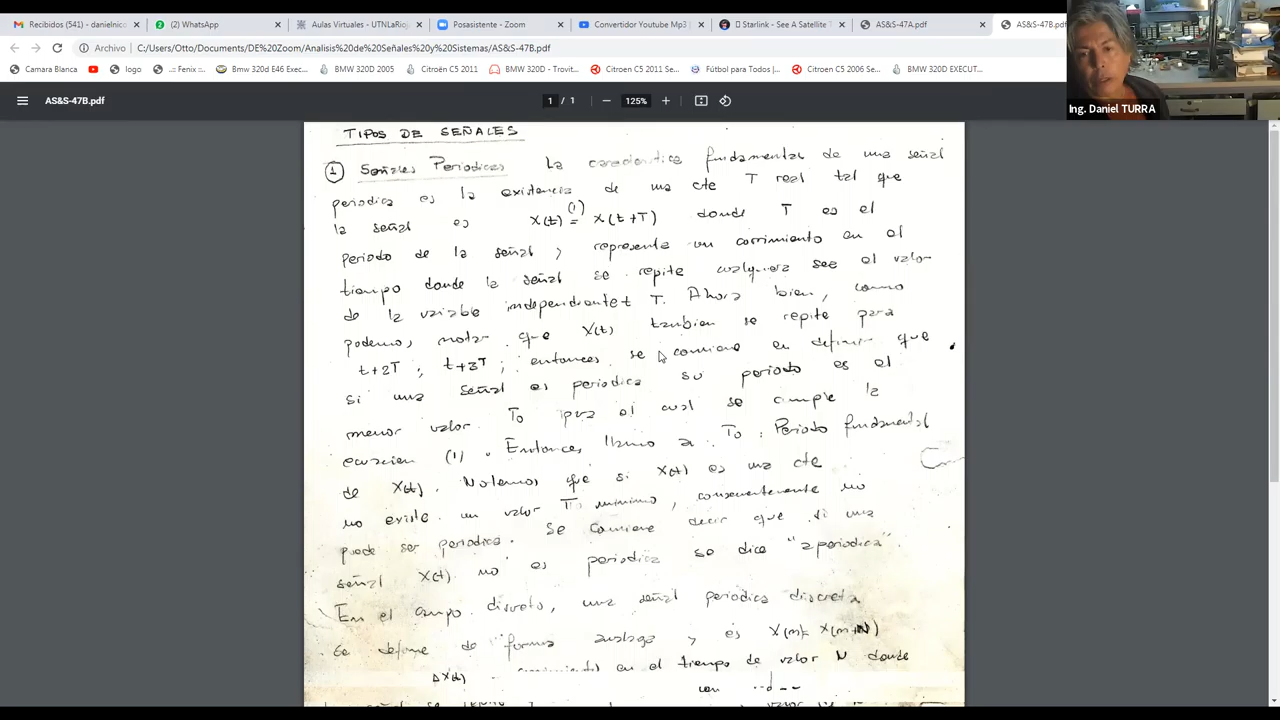 Recibidos (541) - danielnico
(2) WhatsApp
Aulas Virtuales - UTNLaRioj
Posasistente - Zoom
Convertidor Youtube Mp3
Starlink - See A Satellite T
AS&S-47A.pdf
AS&S-47B.pdf
Archivo
C:/Users/Otto/Documents/DE%20Zoom/Analisis%20de%20Señales%20y%20Sistemas/AS&S-47B.pdf
Camara Blanca
logo
..: Fenix ::.
Bmw 320d E46 Exec...
BMW 320D 2005
Citroën C5 2011
BMW 320D - Trovit...
Citroen C5 2011 Se...
Fútbol para Todos |...
Citroen C5 2006 Se...
BMW 320D EXECUT...
Ing. Daniel TURRA
AS&S-47B.pdf
1 / 1
125%
TIPOS DE SEÑALES
1 Señales Periodicas La caracteristica fundamental de una señal
periodica es la existencia de una cte T real tal que
la señal es X(t) (1)= X(t+T) donde T es el
periodo de la señal y representa un corrimiento en el
tiempo donde la señal se repite cualquiera sea el valor
de la variable independiente t T. Ahora bien, como
podemos notar que X(t) tambien se repite para
t+2T ; t+3T ; entonces se conviene en definir que
si una señal es periodica su periodo es el
menor valor To para el cual se cumple la
ecuacion (1). Entonces llamo a To: Periodo fundamental
de X(t). Notemos que si X(t) es una cte
no existe un valor T minimo, consecuentemente no
puede ser periodica. Se conviene decir que si una
señal X(t) no es periodica se dice "aperiodica".
En el campo discreto, una señal periodica discreta
se define de forma analoga y es X(m)= X(m+N)
en el tiempo de valor N donde